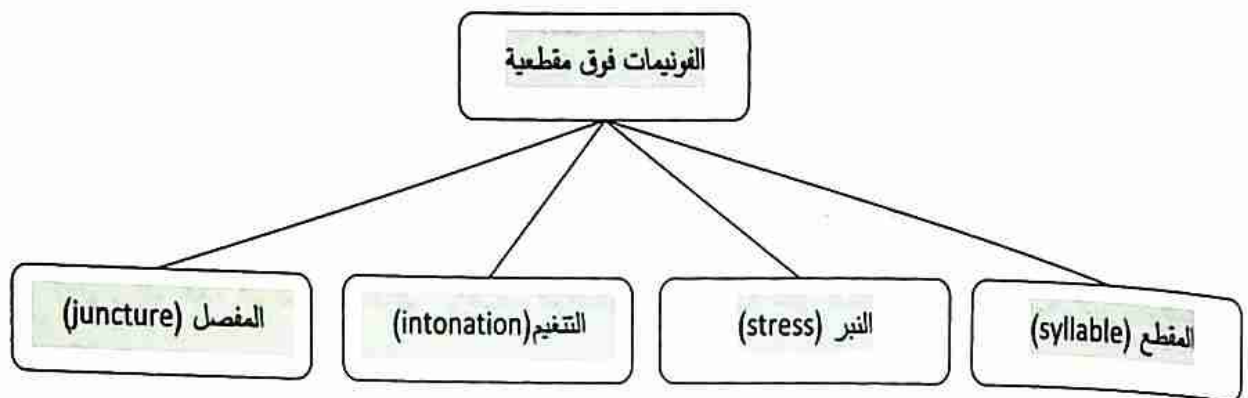 الفونيمات فوق مقطعية
المقطع (syllable)
النبر (stress)
التنغيم(intonation)
المفصل (juncture)